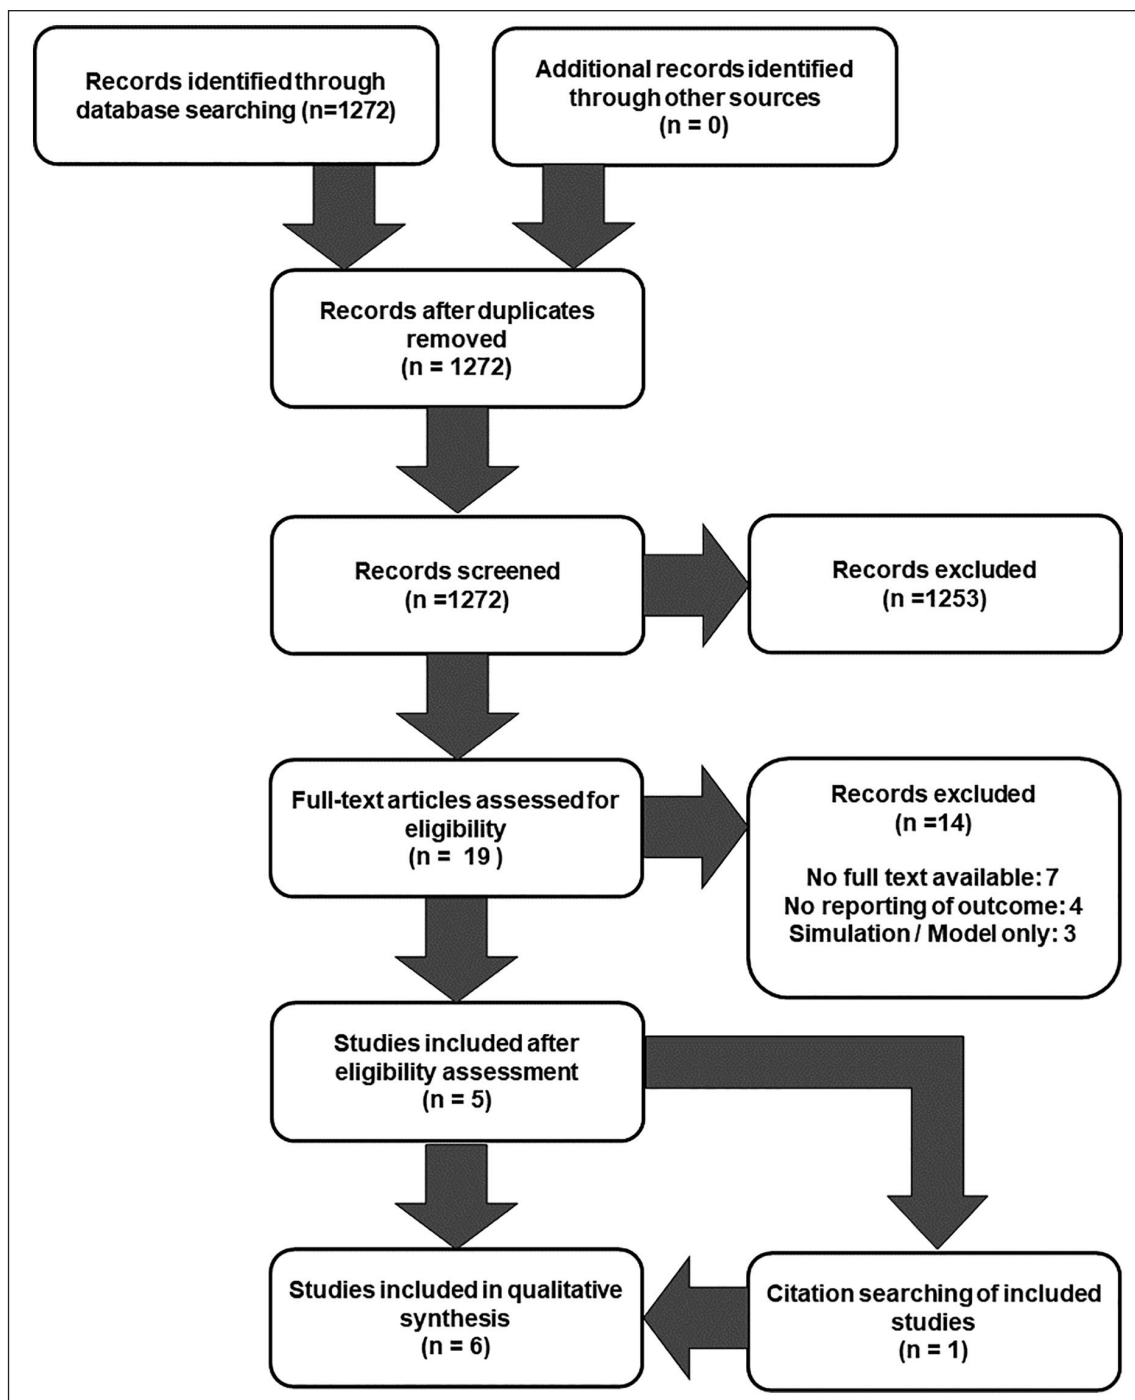 Records identified through
database searching (n=1272)
Additional records identified
through other sources
(n = 0)
Records after duplicates
removed
(n = 1272)
Records screened
(n =1272)
Records excluded
(n =1253)
Full-text articles assessed for
eligibility
(n =  19 )
Records excluded
(n =14)
No full text available: 7
No reporting of outcome: 4
Simulation / Model only: 3
Studies included after
eligibility assessment
(n = 5)
Studies included in qualitative
synthesis
(n = 6)
Citation searching of included
studies
(n = 1)